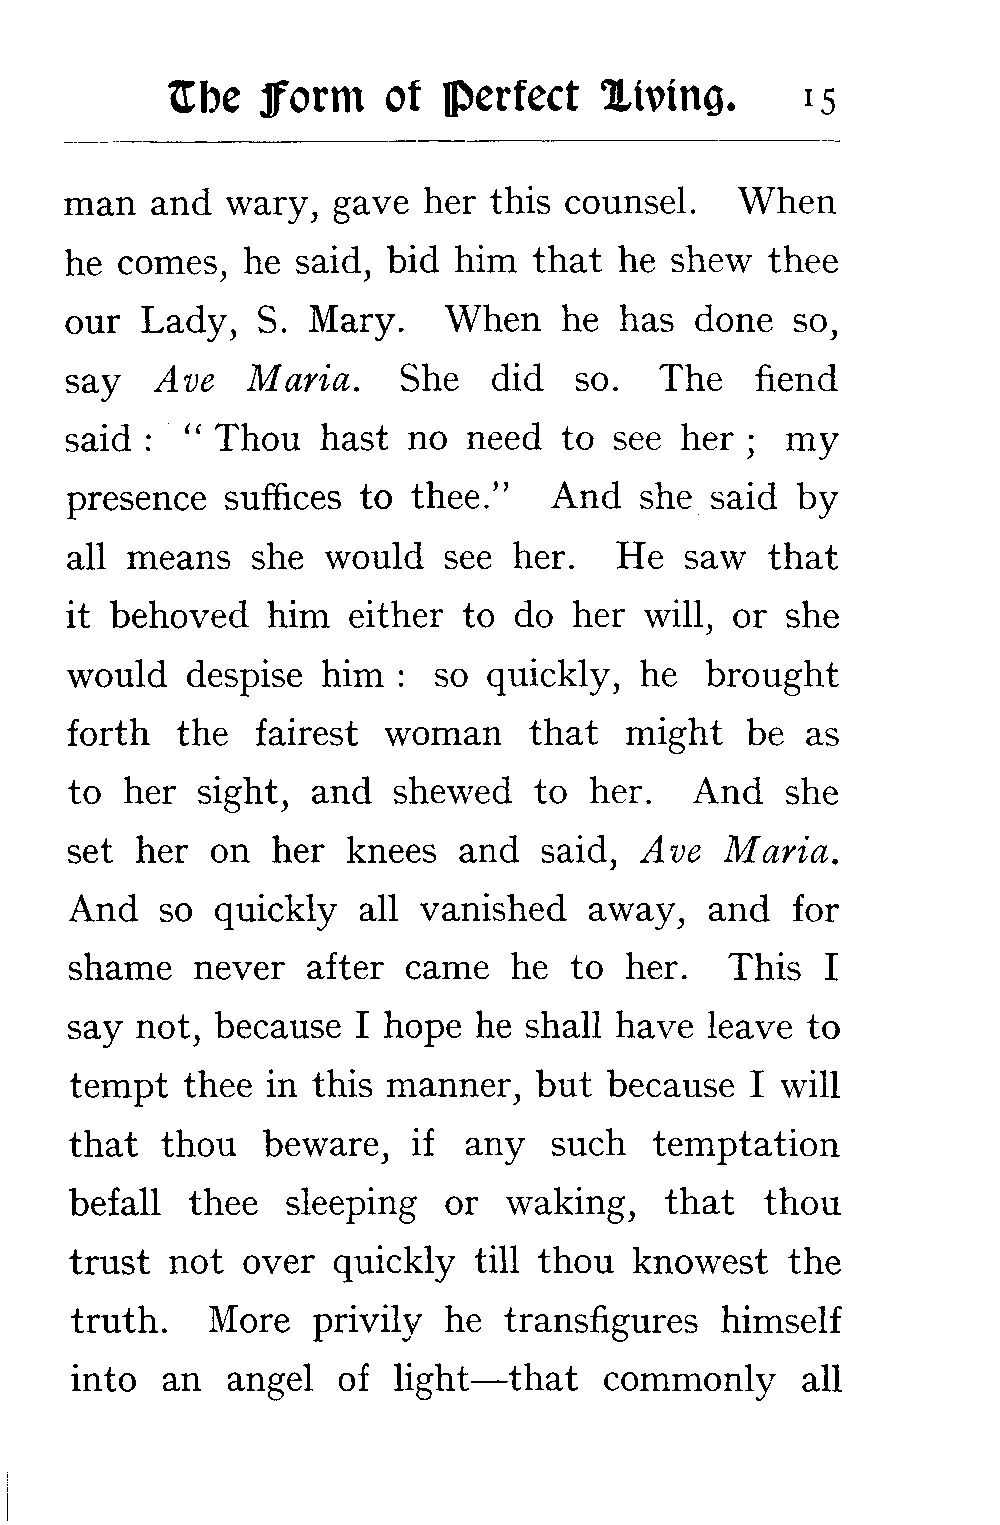 The Form of Perfect Living. 15
man and wary, gave her this counsel. When
he comes, he said, bid him that he shew thee
our Lady, S. Mary. When he has done so,
say Ave Maria. She did so. The fiend
said : “ Thou hast no need to see her ; my
presence suffices to thee.” And she said by
all means she would see her. He saw that
it behoved him either to do her will, or she
would despise him : so quickly, he brought
forth the fairest woman that might be as
to her sight, and shewed to her. And she
set her on her knees and said, Ave Maria.
And so quickly all vanished away, and for
shame never after came he to her. This I
say not, because I hope he shall have leave to
tempt thee in this manner, but because I will
that thou beware, if any such temptation
befall thee sleeping or waking, that thou
trust not over quickly till thou knowest the
truth. More privily he transfigures himself
into an angel of light—that commonly all